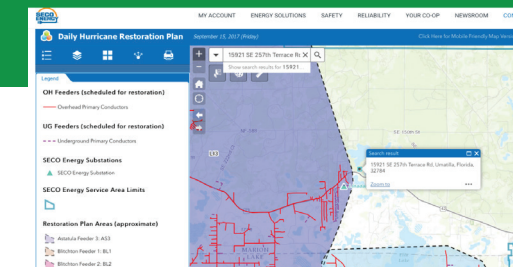 SECO ENERGY
MY ACCOUNT ENERGY SOLUTIONS SAFETY RELIABILITY YOUR CO-OP NEWSROOM CON
Daily Hurricane Restoration Plan September 15, 2017 (Friday) Click Here for Mobile Friendly Map Versi
15921 SE 257th Terrace R X
Show search results for 15921...
Legend
OH Feeders (scheduled for restoration)
Overhead Primary Conductors
UG Feeders (scheduled for restoration)
Underground Primary Conductors
SECO Energy Substations
SECO Energy Substation
SECO Energy Service Area Limits
Restoration Plan Areas (approximate)
Astatula Feeder 3: AS3
Blitchton Feeder 1: BL1
Blitchton Feeder 2: BL2
Search result
15921 SE 257th Terrace Rd, Umatilla, Florida,
32784
Zoom to
MARION
LAKE